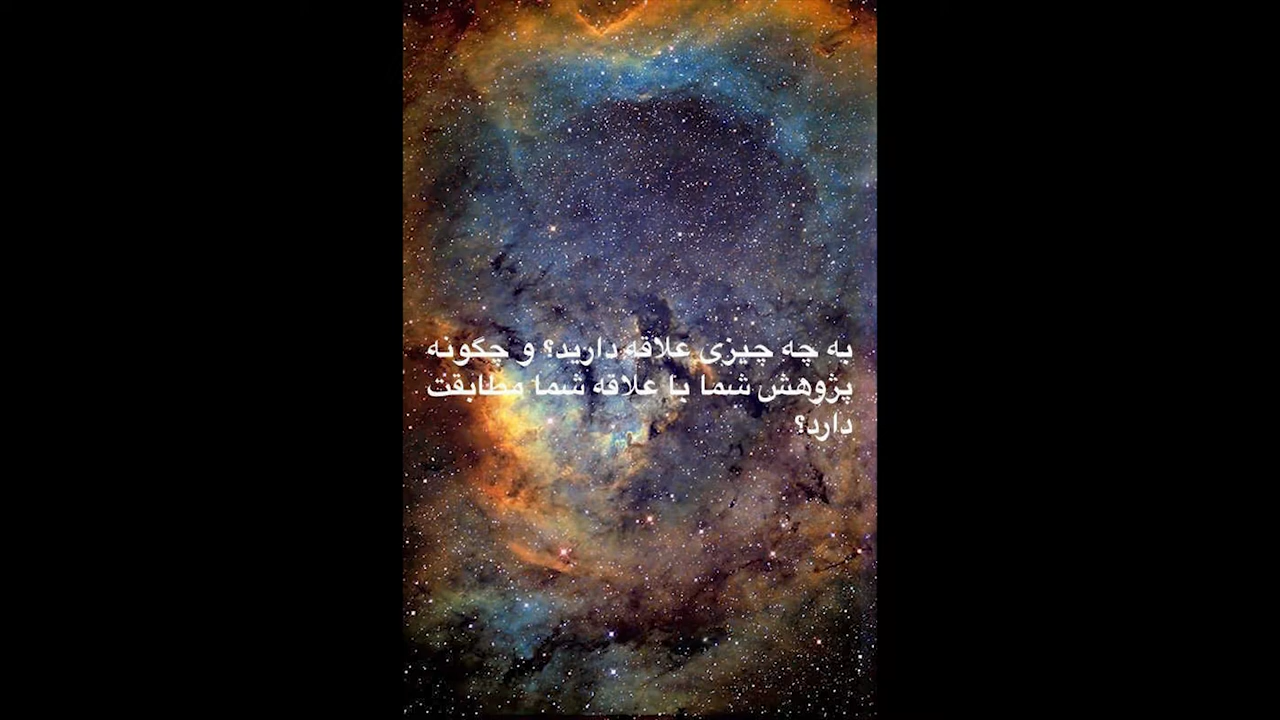 به چه چیزی علاقه دارید؟ و چگونه
پژوهش شما با علاقه شما مطابقت
دارد؟